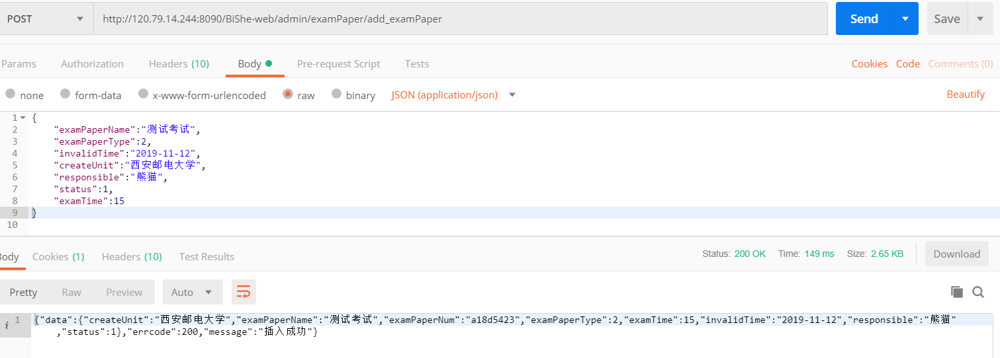 POST http://120.79.14.244:8090/BiShe-web/admin/examPaper/add_examPaper Send Save
Params Authorization Headers (10) Body Pre-request Script Tests Cookies Code Comments (0)
none form-data x-www-form-urlencoded raw binary JSON (application/json) Beautify
1 {
2 "examPaperName":"测试考试",
3 "examPaperType":2,
4 "invalidTime":"2019-11-12",
5 "createUnit":"西安邮电大学",
6 "responsible":"熊猫",
7 "status":1,
8 "examTime":15
9 }
10
Body Cookies (1) Headers (10) Test Results Status: 200 OK Time: 149 ms Size: 2.65 KB Download
Pretty Raw Preview Auto
i 1 {"data":{"createUnit":"西安邮电大学","examPaperName":"测试考试","examPaperNum":"a18d5423","examPaperType":2,"examTime":15,"invalidTime":"2019-11-12","responsible":"熊猫"
,"status":1},"errcode":200,"message":"插入成功"}